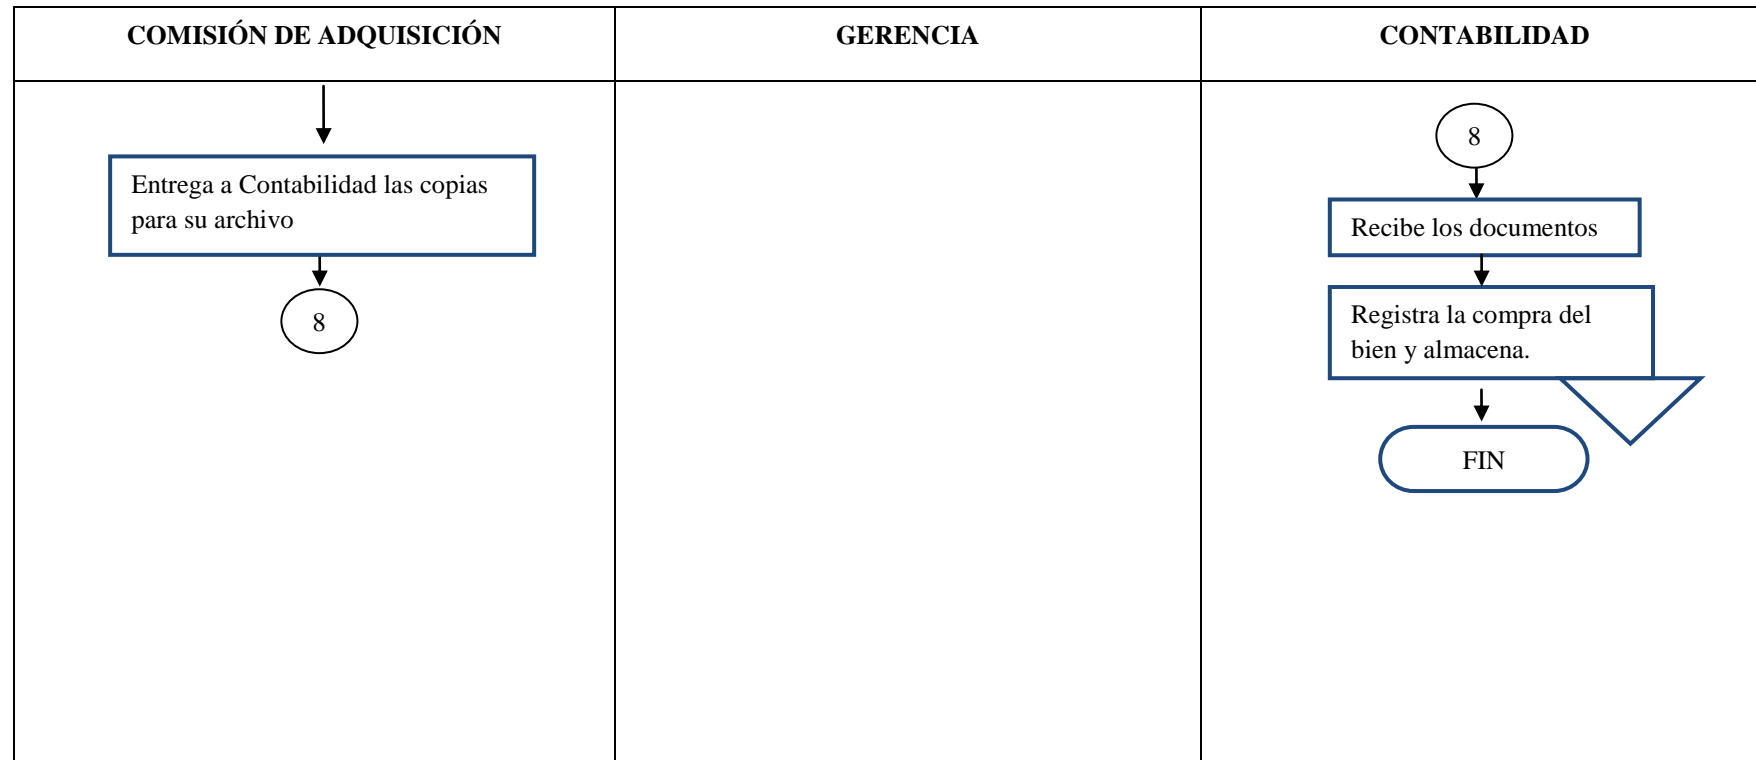 COMISIÓN DE ADQUISICIÓN
GERENCIA
CONTABILIDAD
Entrega a Contabilidad las copias
para su archivo
8
8
Recibe los documentos
Registra la compra del
bien y almacena.
FIN